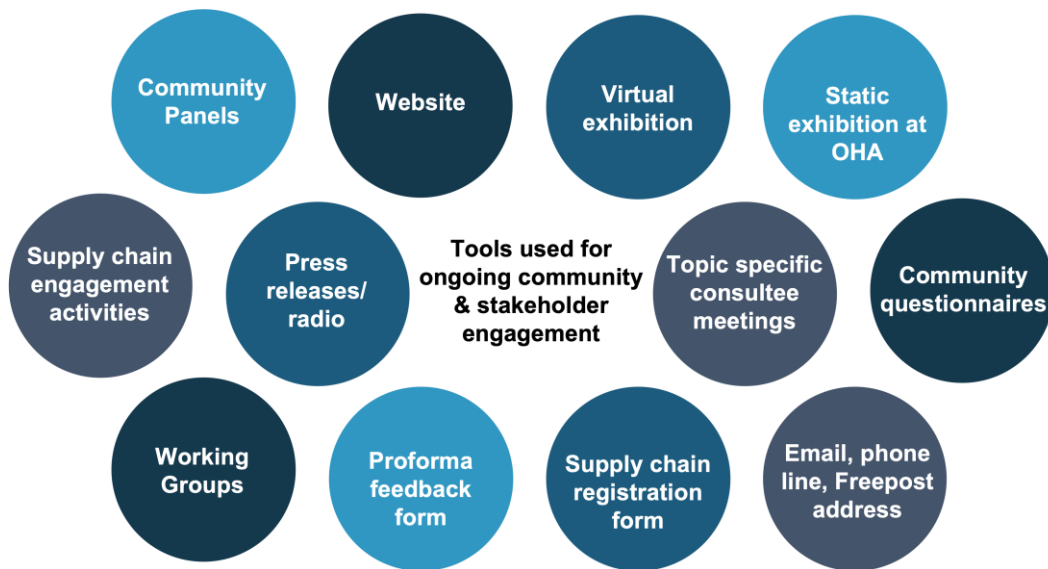 Community
Panels
Website
Virtual
exhibition
Static
exhibition at
OHA
Supply chain
engagement
activities
Press
releases/
radio
Tools used for
ongoing community
& stakeholder
engagement
Topic specific
consultee
meetings
Community
questionnaires
Working
Groups
Proforma
feedback
form
Supply chain
registration
form
Email, phone
line, Freepost
address